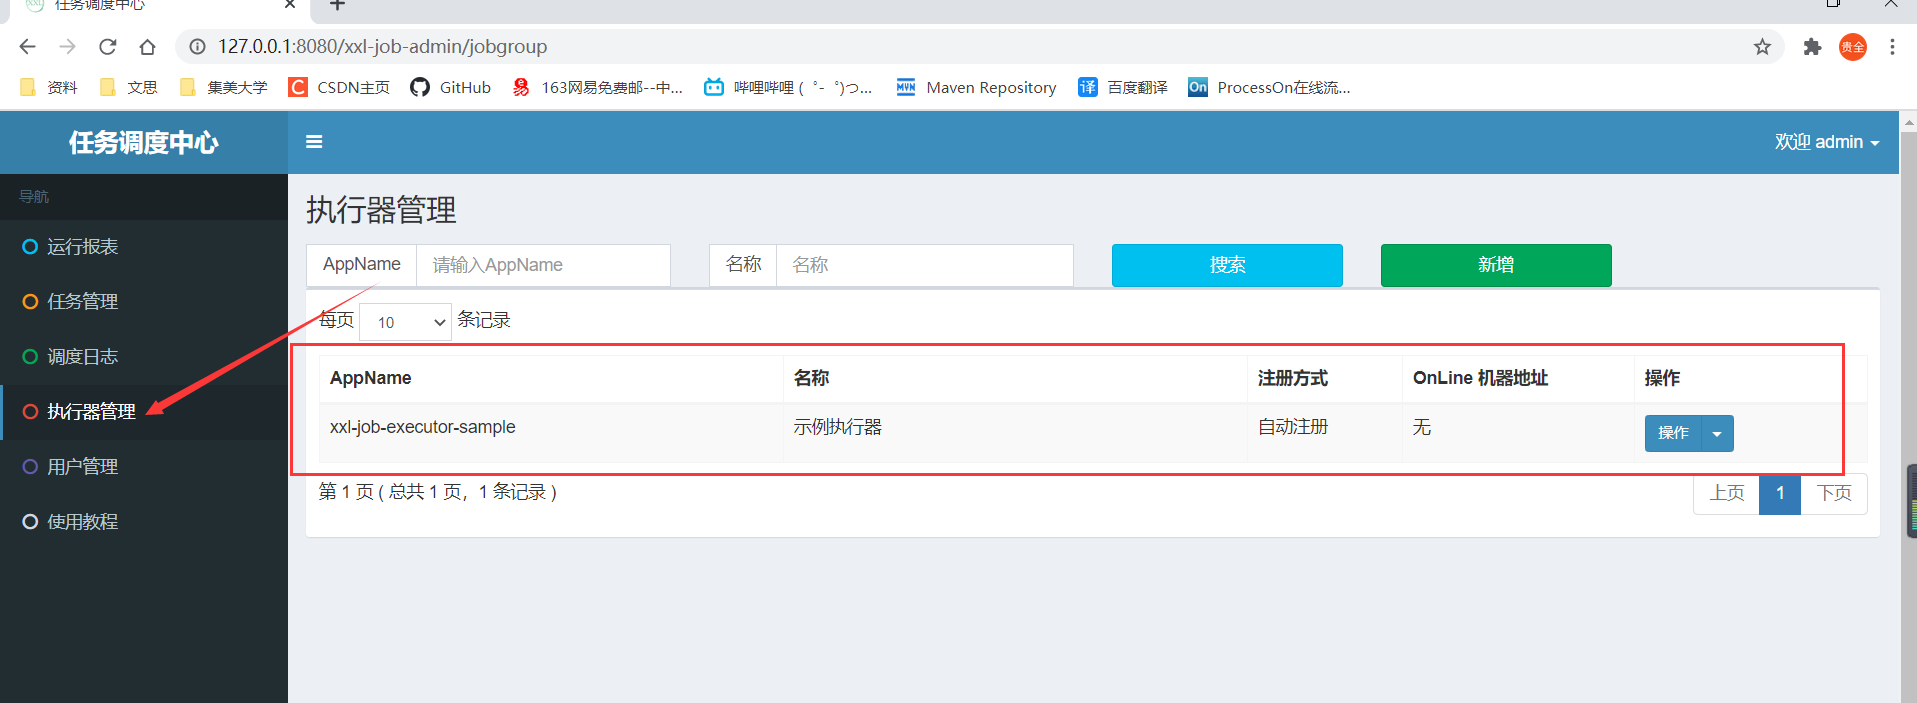 任务调度中心
127.0.0.1:8080/xxl-job-admin/jobgroup
贵全
资料 文思 集美大学 CSDN主页 GitHub 163网易免费邮--中... 哔哩哔哩 ( ゜- ゜)つ... Maven Repository 百度翻译 ProcessOn在线流...
任务调度中心
欢迎 admin
导航
运行报表
任务管理
调度日志
执行器管理
用户管理
使用教程
执行器管理
AppName 请输入AppName 名称 名称 搜索 新增
每页 10 条记录
AppName 名称 注册方式 OnLine 机器地址 操作
xxl-job-executor-sample 示例执行器 自动注册 无 操作
第 1 页 ( 总共 1 页，1 条记录 )
上页 1 下页